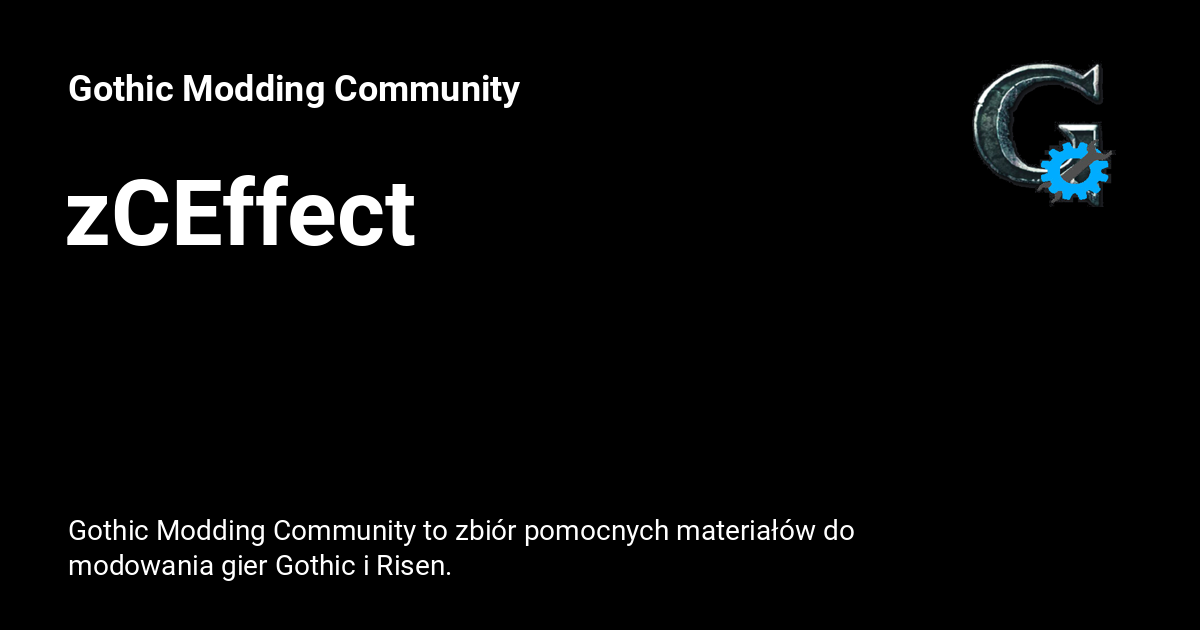 Gothic Modding Community
zCEffect
Gothic Modding Community to zbiór pomocnych materiałów do
modowania gier Gothic i Risen.